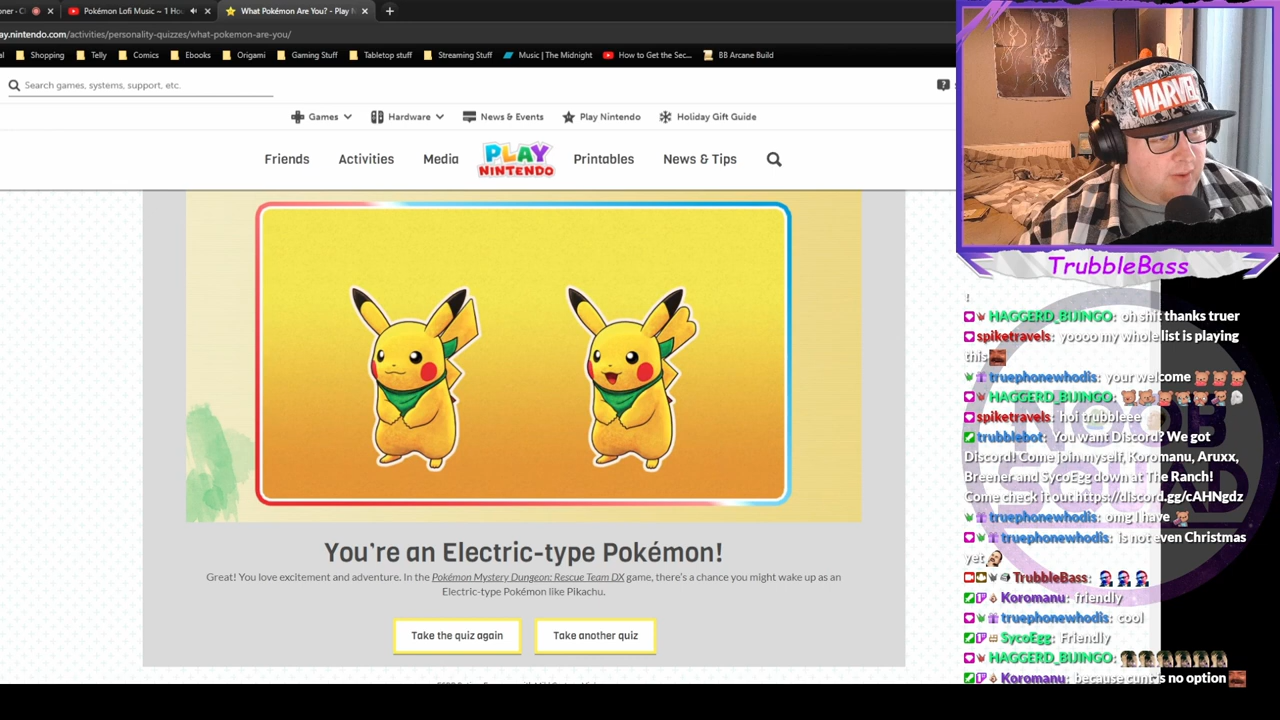 Pokémon Lofi Music ~ 1 Ho
What Pokémon Are You? - Play N
ay.nintendo.com/activities/personality-quizzes/what-pokemon-are-you/
Shopping Telly Comics Ebooks Origami Gaming Stuff Tabletop stuff Streaming Stuff Music | The Midnight How to Get the Sec... BB Arcane Build
Search games, systems, support, etc.
Games Hardware News & Events Play Nintendo Holiday Gift Guide
Friends Activities Media PLAY NINTENDO Printables News & Tips
You're an Electric-type Pokémon!
Great! You love excitement and adventure. In the Pokémon Mystery Dungeon: Rescue Team DX game, there's a chance you might wake up as an
Electric-type Pokémon like Pikachu.
Take the quiz again Take another quiz
MARVEL
TrubbleBass
!
HAGGERD_BIJINGO: oh shit thanks truer
spiketravels: yoooo my whole list is playing
this
truephonewhodis: your welcome
HAGGERD_BIJINGO:
spiketravels: hoi trubbleee
trubblebot: You want Discord? We got
Discord! Come join myself, Koromanu, Aruxx,
Breener and SycoEgg down at The Ranch!
Come check it out https://discord.gg/cAHNgdz
truephonewhodis: omg I have
truephonewhodis: is not even Christmas
yet
TrubbleBass:
Koromanu: friendly
truephonewhodis: cool
SycoEgg: Friendly
HAGGERD_BIJINGO:
Koromanu: because cunt is no option
NOOB
SQUAD